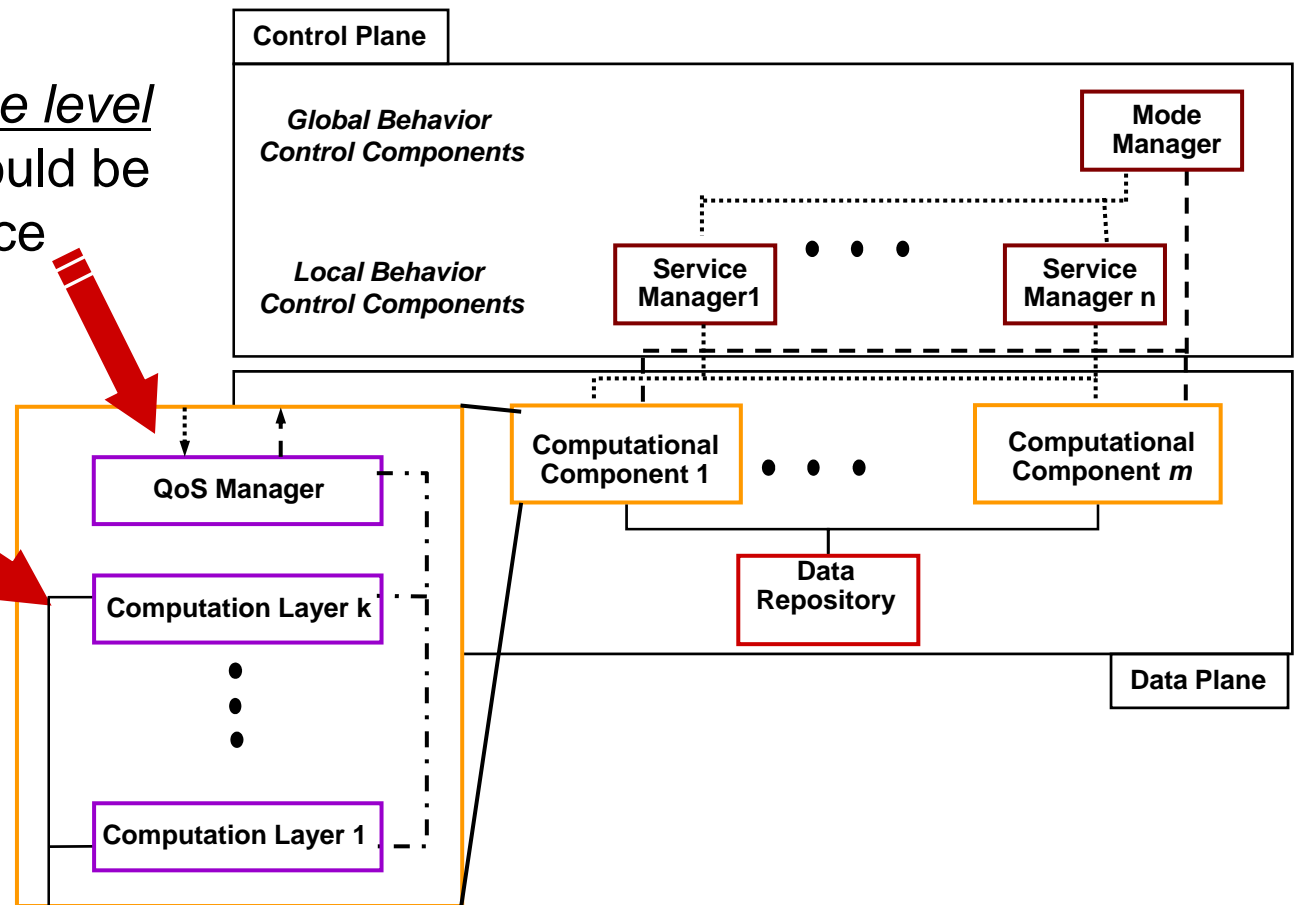 Control Plane
e level
ould be
ce
Global Behavior
Control Components
Mode
Manager
Local Behavior
Control Components
Service
Manager1
Service
Manager n
QoS Manager
Computation Layer k
Computation Layer 1
Computational
Component 1
Computational
Component m
Data
Repository
Data Plane